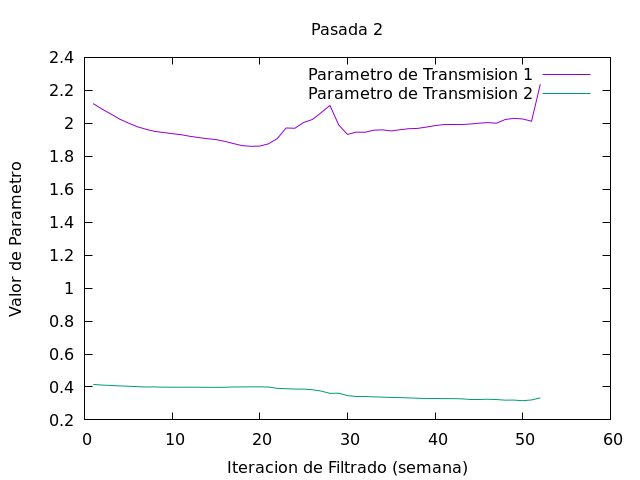 Pasada 2
Parametro de Transmision 1
Parametro de Transmision 2
2.4
2.2
2
1.8
1.6
1.4
1.2
1
0.8
0.6
0.4
0.2
0 10 20 30 40 50 60
Valor de Parametro
Iteracion de Filtrado (semana)